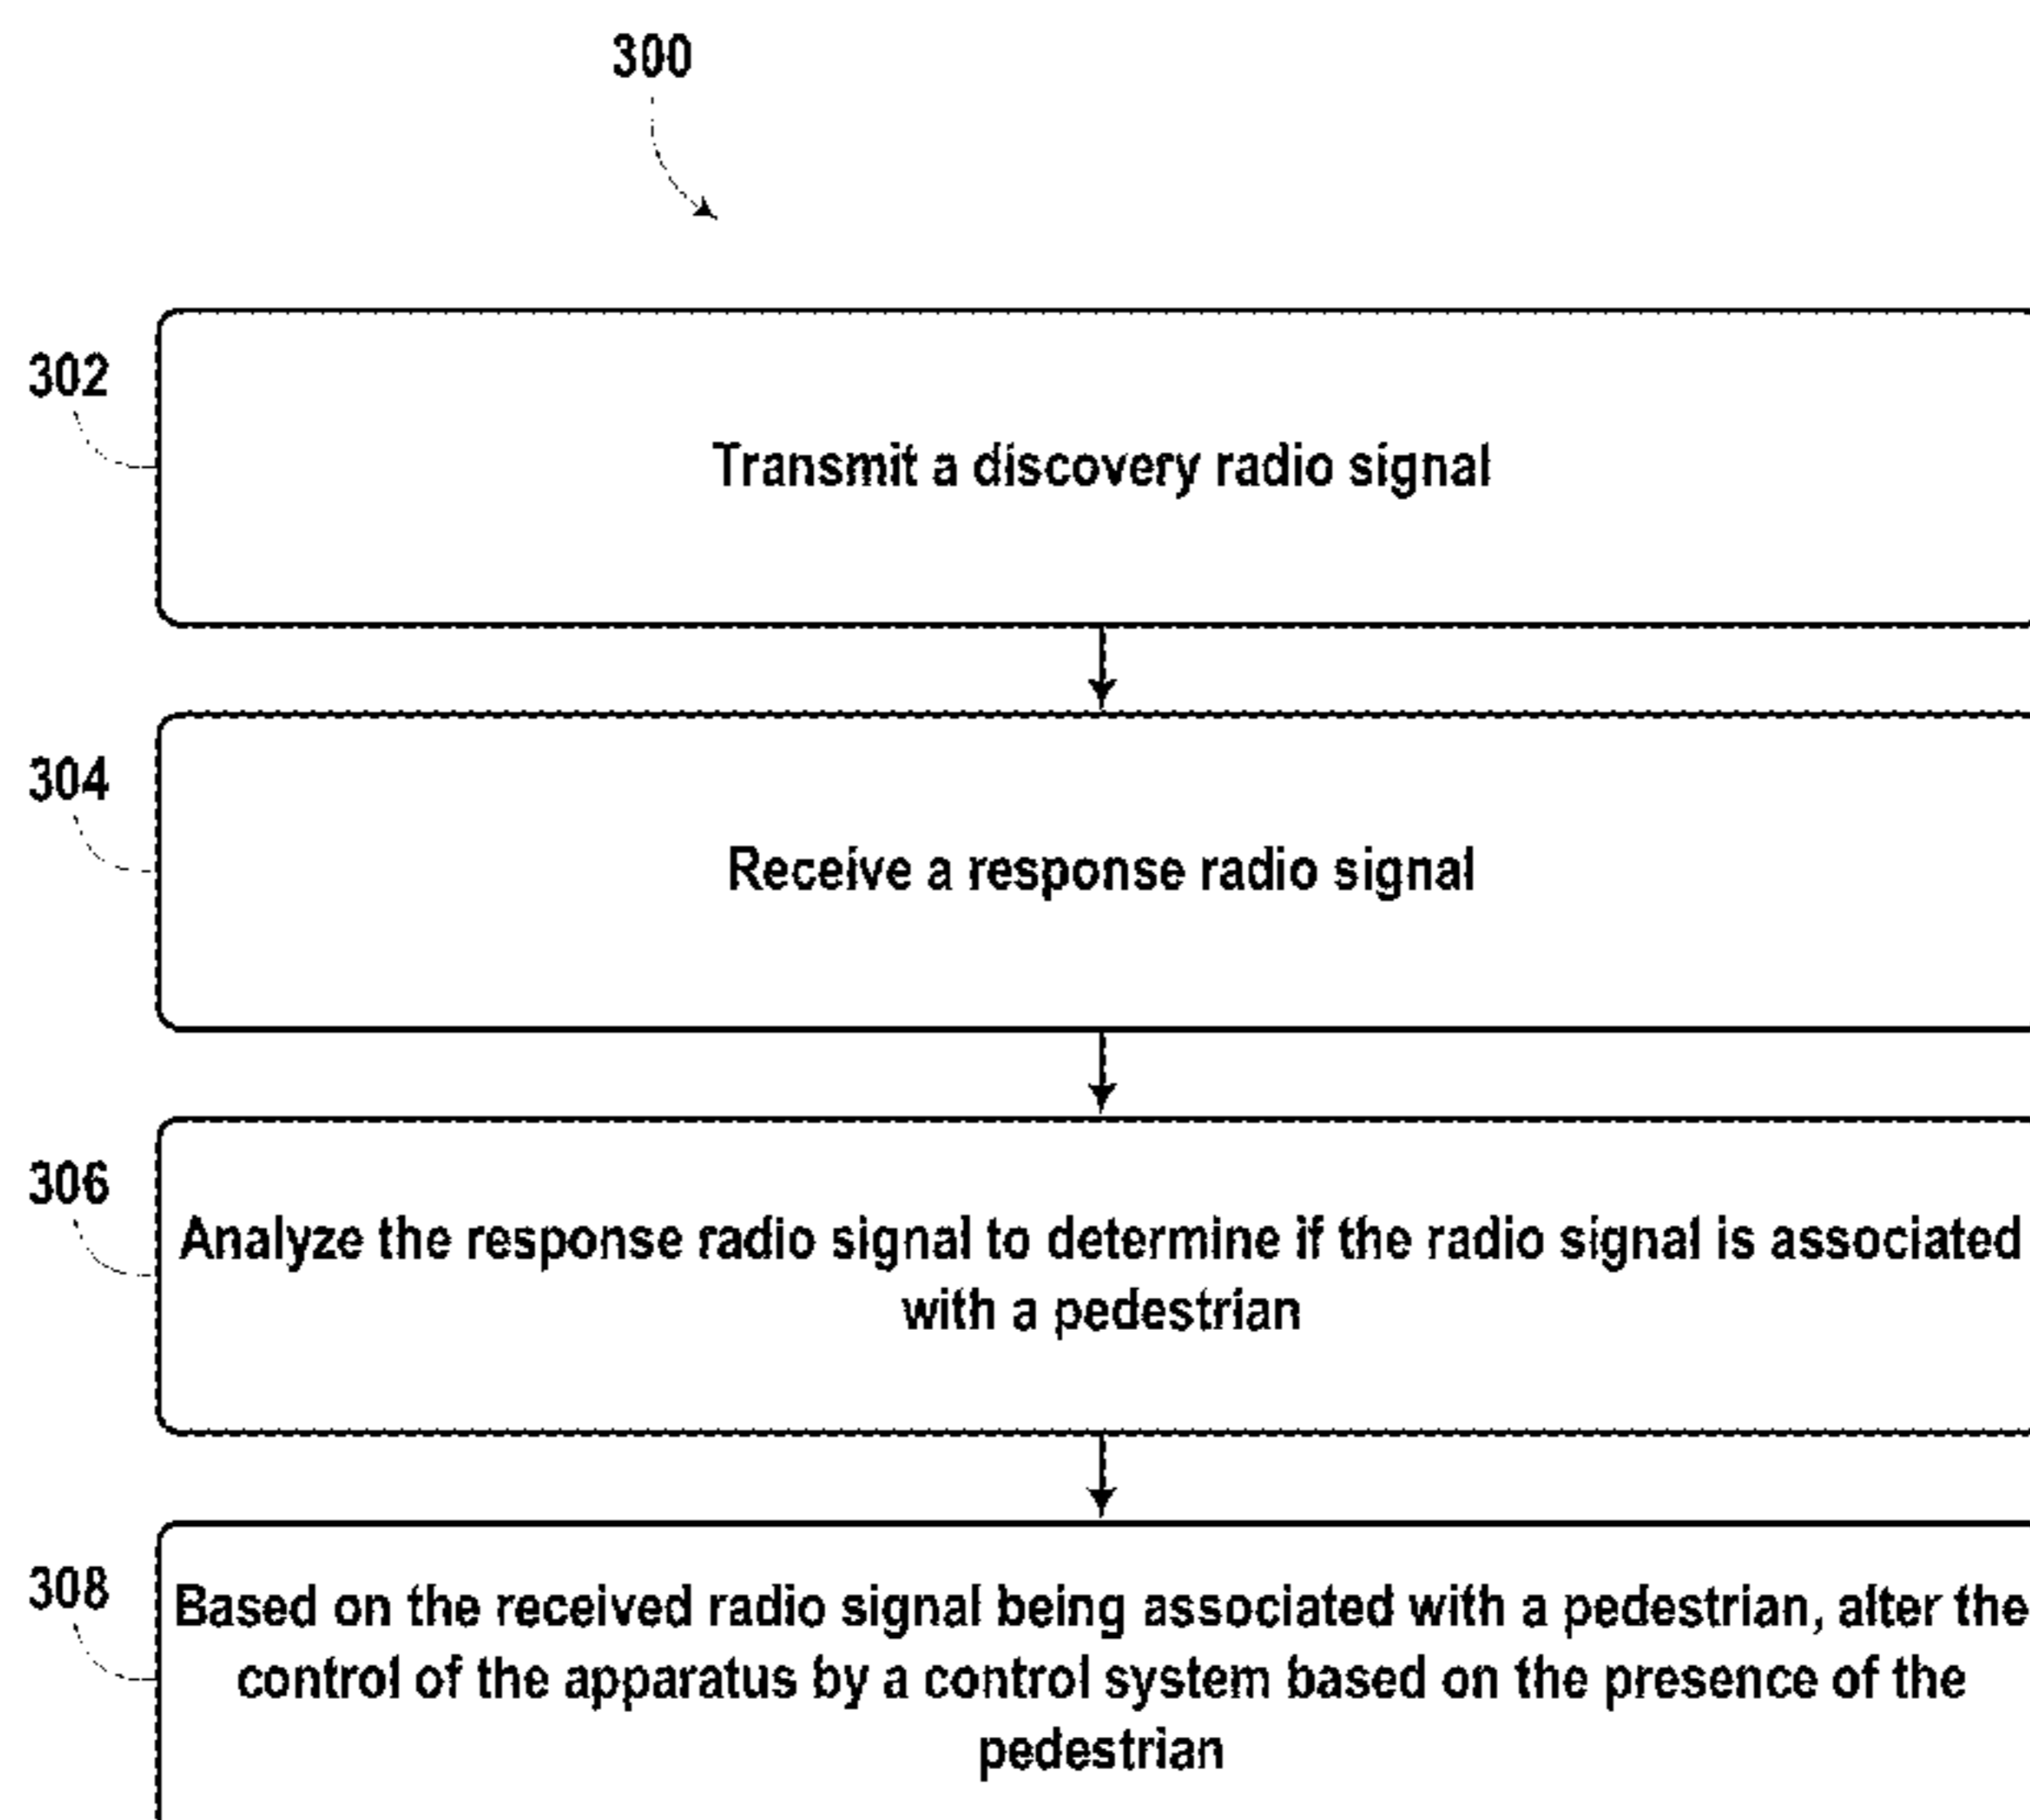 300
302
Transmit a discovery radio signal
304
Receive a response radio signal
306
Analyze the response radio signal to determine if the radio signal is associated
with a pedestrian
308
Based on the received radio signal being associated with a pedestrian, alter the
control of the apparatus by a control system based on the presence of the
pedestrian